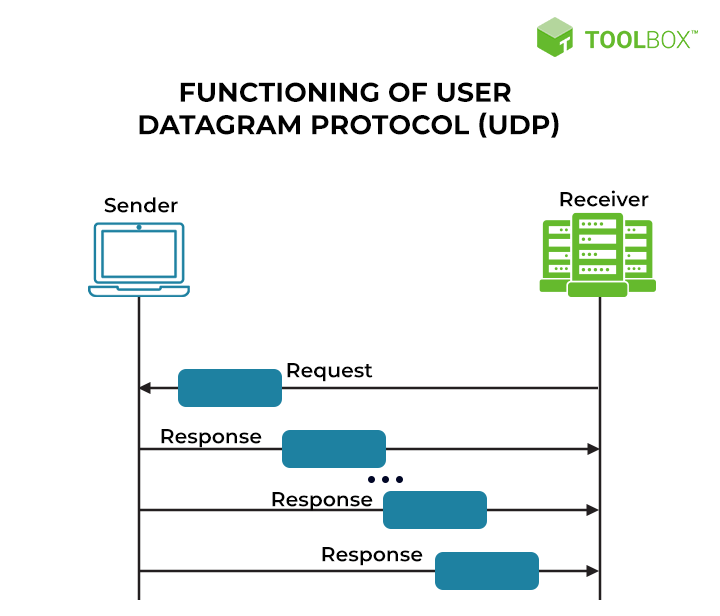 TOOLBOX™
FUNCTIONING OF USER
DATAGRAM PROTOCOL (UDP)
Sender
Receiver
Request
Response
...
Response
Response